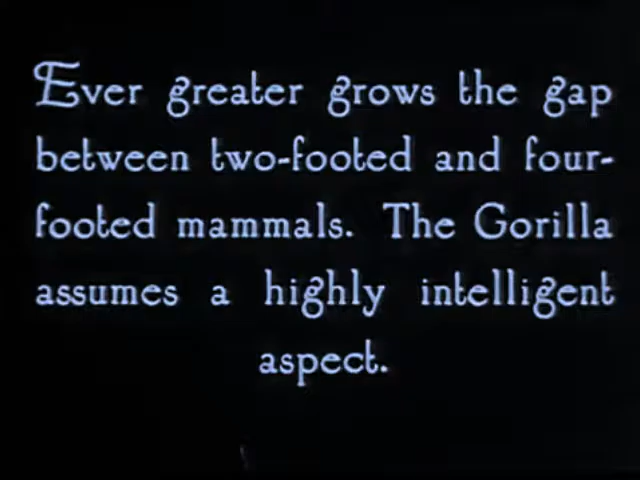 Ever greater grows the gap
between two-footed and four-
footed mammals. The Gorilla
assumes a highly intelligent
aspect.